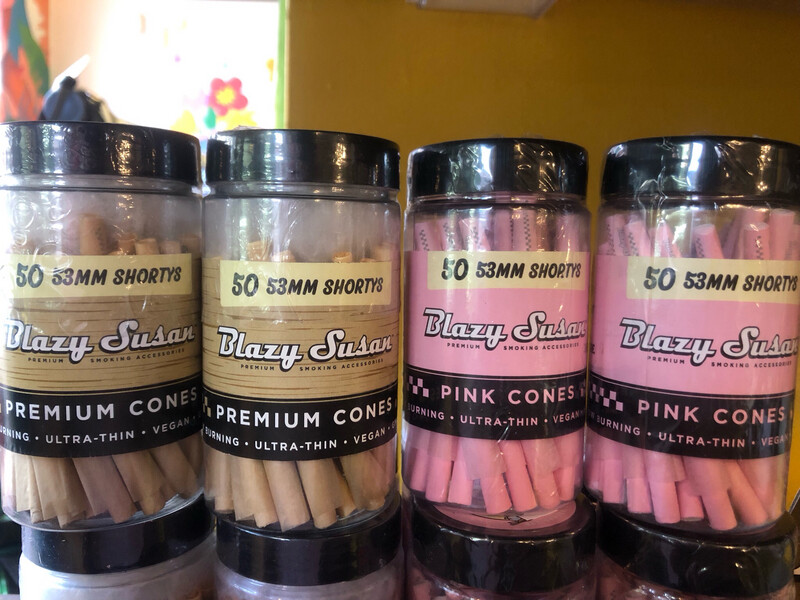 50 53MM SHORTYS
Blazy Susan
PREMIUM SMOKING ACCESSORIES
PREMIUM CONES
BURNING • ULTRA-THIN • VEGAN
50 53MM SHORTYS
Blazy Susan
PREMIUM SMOKING ACCESSORIES
PREMIUM CONES
BURNING • ULTRA-THIN • VEGAN •
50 53MM SHORTYS
Blazy Susan
PREMIUM SMOKING ACCESSORIES
PINK CONES
BURNING • ULTRA-THIN • VEGAN
50 53MM SHORTYS
Blazy Susan
PREMIUM SMOKING ACCESSORIES
PINK CONES
BURNING • ULTRA-THIN • VEGAN